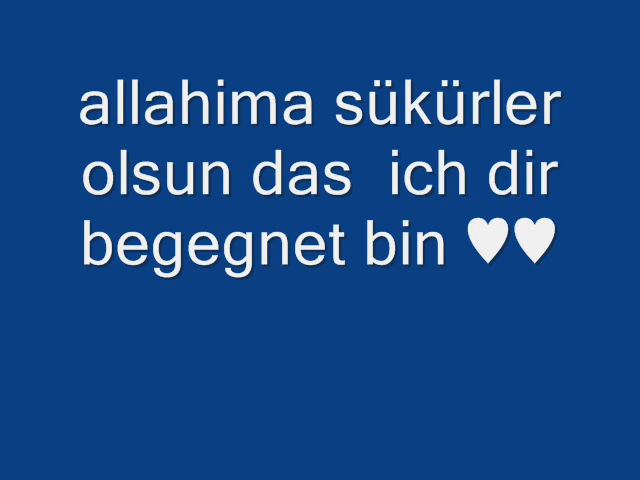 allahima sükürler
olsun das  ich dir
begegnet bin ♥♥